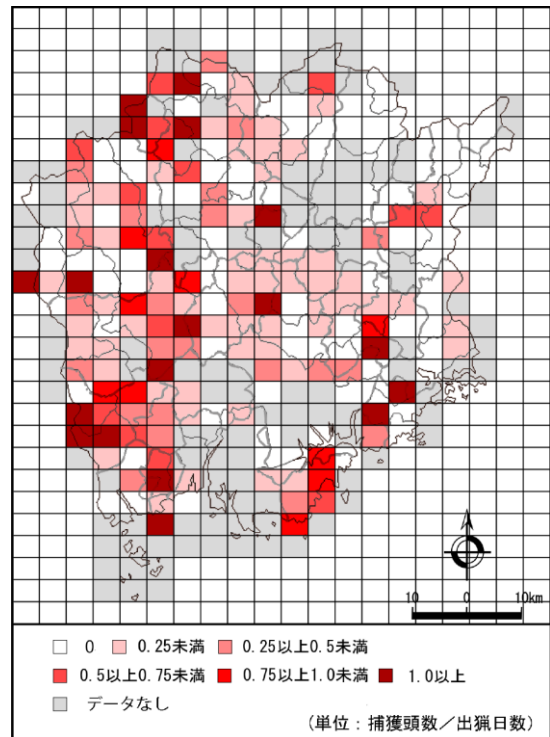 10 0 10km
0 0.25未満 0.25以上0.5未満
0.5以上0.75未満 0.75以上1.0未満 1.0以上
データなし
（単位：捕獲頭数／出猟日数）